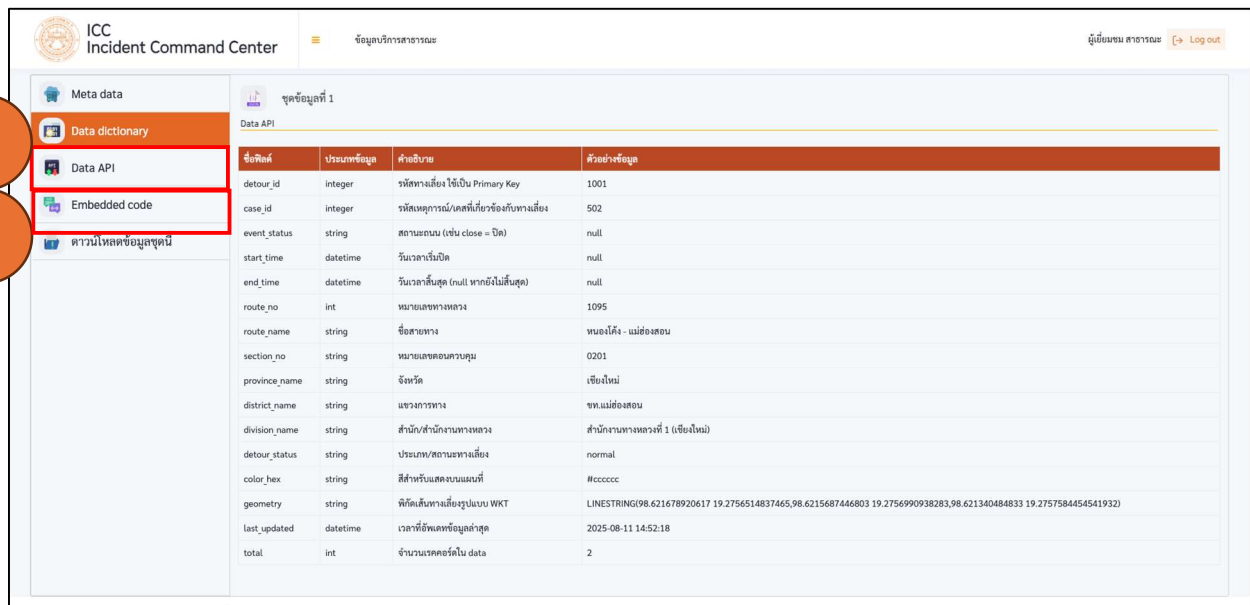 ICC
Incident Command Center
ข้อมูลบริการสาธารณะ
ผู้เยี่ยมชม สาธารณะ Log out
Meta data
Data dictionary
Data API
Embedded code
ดาวน์โหลดข้อมูลชุดนี้
ชุดข้อมูลที่ 1
Data API
ชื่อฟิลด์ ประเภทข้อมูล คำอธิบาย ตัวอย่างข้อมูล
detour_id integer รหัสทางเลี่ยง ใช้เป็น Primary Key 1001
case_id integer รหัสเหตุการณ์/เคสที่เกี่ยวข้องกับทางเลี่ยง 502
event_status string สถานะถนน (เช่น close = ปิด) null
start_time datetime วันเวลาเริ่มปิด null
end_time datetime วันเวลาสิ้นสุด (null หากยังไม่สิ้นสุด) null
route_no int หมายเลขทางหลวง 1095
route_name string ชื่อสายทาง หนองโค้ง - แม่ฮ่องสอน
section_no string หมายเลขตอนควบคุม 0201
province_name string จังหวัด เชียงใหม่
district_name string แขวงการทาง ขท.แม่ฮ่องสอน
division_name string สำนัก/สำนักงานทางหลวง สำนักงานทางหลวงที่ 1 (เชียงใหม่)
detour_status string ประเภท/สถานะทางเลี่ยง normal
color_hex string สีสำหรับแสดงบนแผนที่ #cccccc
geometry string พิกัดเส้นทางเลี่ยงรูปแบบ WKT LINESTRING(98.621678920617 19.2756514837465,98.6215687446803 19.2756990938283,98.621340484833 19.2757584454541932)
last_updated datetime เวลาที่อัพเดทข้อมูลล่าสุด 2025-08-11 14:52:18
total int จำนวนเรคคอร์ดใน data 2